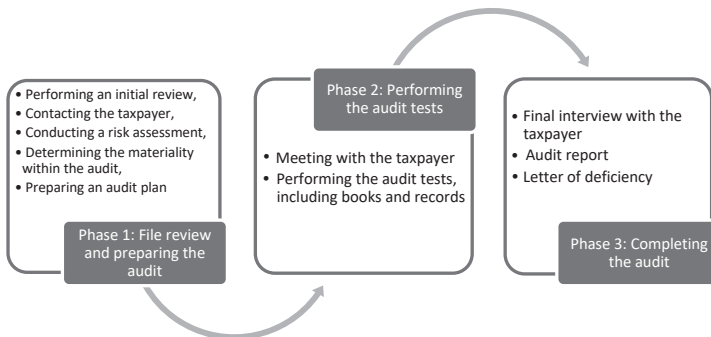 • Performing an initial review,
• Contacting the taxpayer,
• Conducting a risk assessment,
• Determining the materiality
within the audit,
• Preparing an audit plan
Phase 1: File review
and preparing the
audit
Phase 2: Performing
the audit tests
• Meeting with the taxpayer
• Performing the audit tests,
including books and records
• Final interview with the
taxpayer
• Audit report
• Letter of deficiency
Phase 3: Completing
the audit